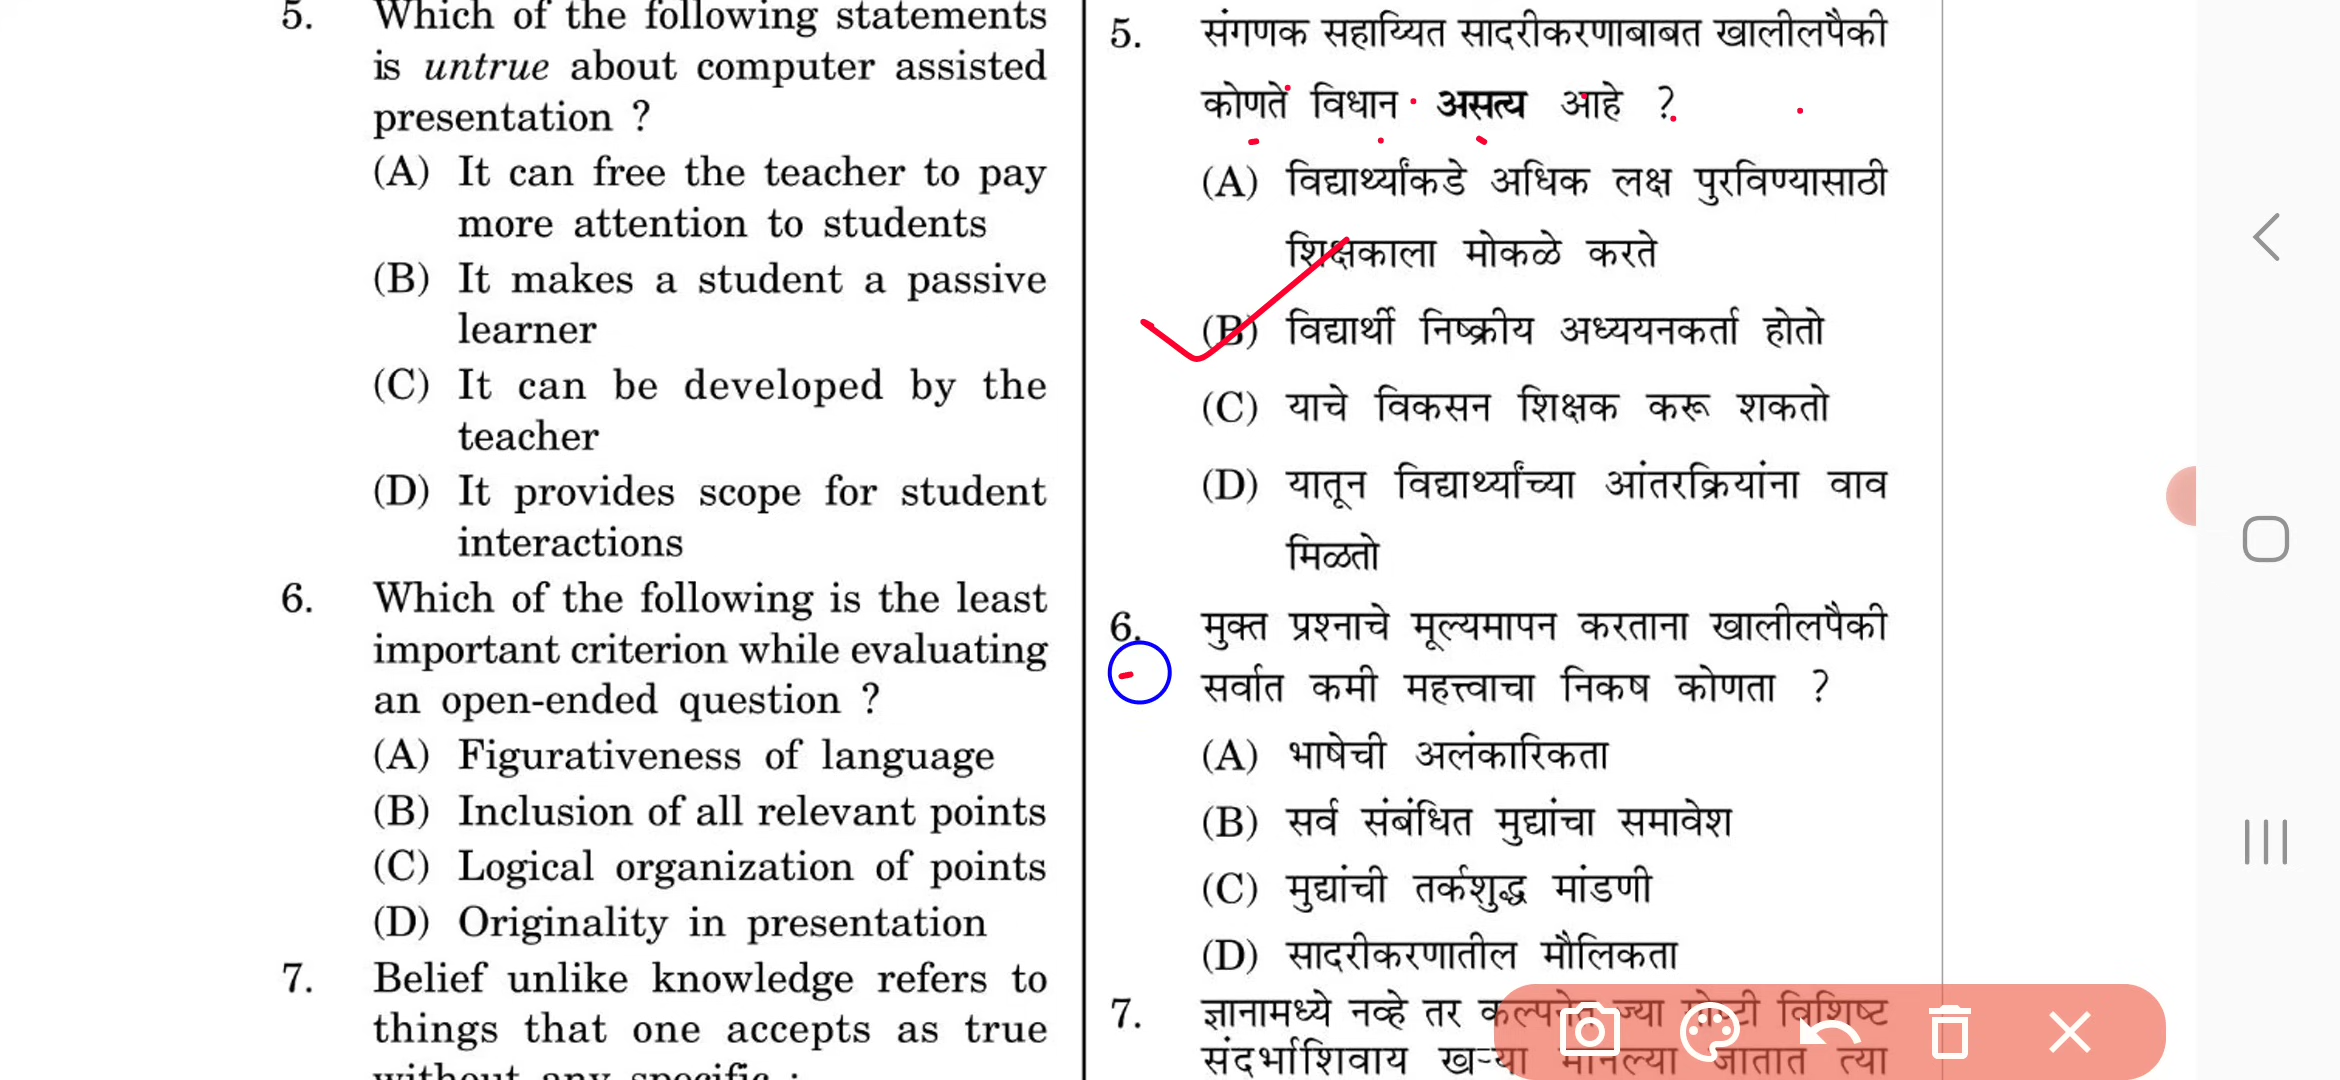 5. Which of the following statements
is untrue about computer assisted
presentation ?
(A) It can free the teacher to pay
more attention to students
(B) It makes a student a passive
learner
(C) It can be developed by the
teacher
(D) It provides scope for student
interactions
6. Which of the following is the least
important criterion while evaluating
an open-ended question ?
(A) Figurativeness of language
(B) Inclusion of all relevant points
(C) Logical organization of points
(D) Originality in presentation
7. Belief unlike knowledge refers to
things that one accepts as true
without any specific :
5. संगणक सहाय्यित सादरीकरणाबाबत खालीलपैकी
कोणते विधान असत्य आहे ?
(A) विद्यार्थ्यांकडे अधिक लक्ष पुरविण्यासाठी
शिक्षकाला मोकळे करते
(B) विद्यार्थी निष्क्रीय अध्ययनकर्ता होतो
(C) याचे विकसन शिक्षक करू शकतो
(D) यातून विद्यार्थ्यांच्या आंतरक्रियांना वाव
मिळतो
6. मुक्त प्रश्नाचे मूल्यमापन करताना खालीलपैकी
सर्वात कमी महत्त्वाचा निकष कोणता ?
(A) भाषेची अलंकारिकता
(B) सर्व संबंधित मुद्यांचा समावेश
(C) मुद्यांची तर्कशुद्ध मांडणी
(D) सादरीकरणातील मौलिकता
7. ज्ञानामध्ये नव्हे तर ज्या विशिष्ट
संदर्भाशिवाय खऱ्या मानल्या जातात त्या